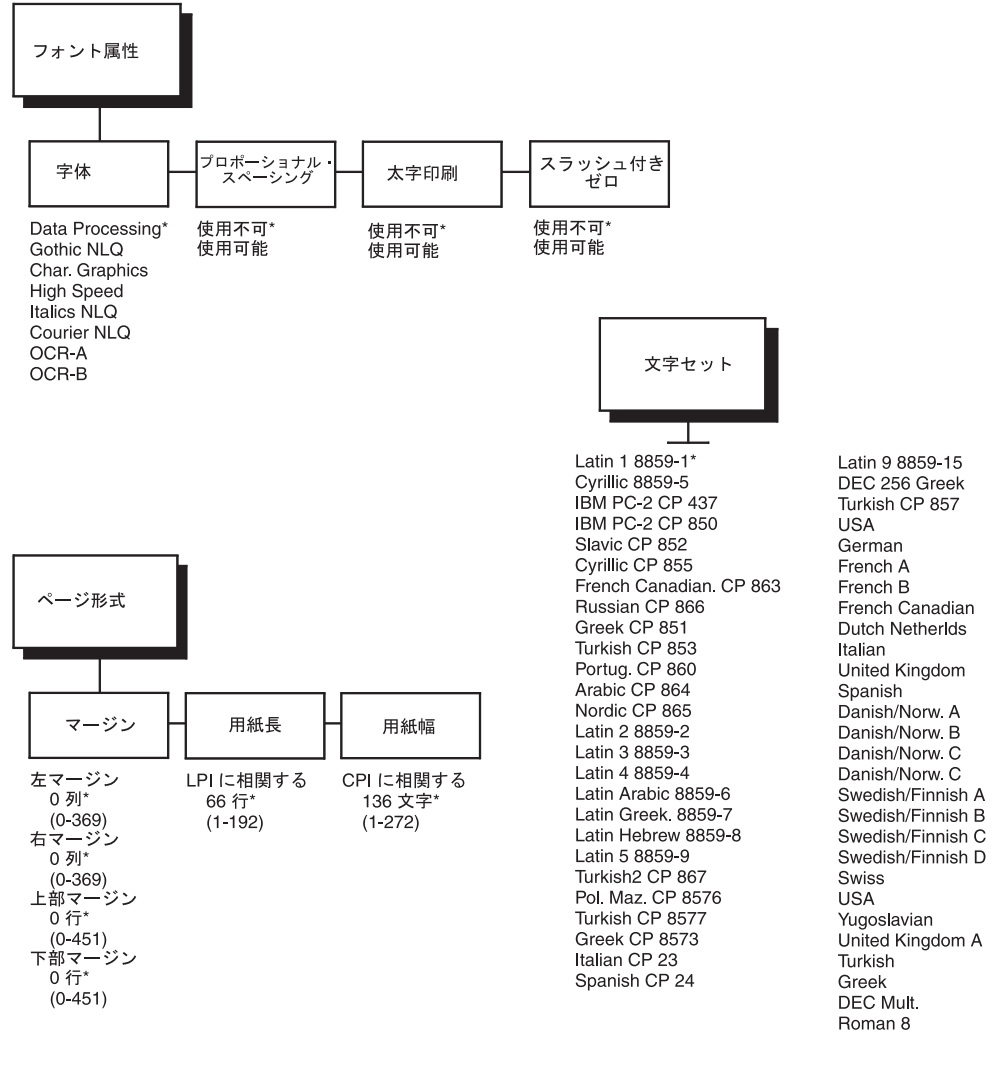 フォント属性
字体
プロポーショナル・
スペーシング
太字印刷
スラッシュ付き
ゼロ
Data Processing*
Gothic NLQ
Char. Graphics
High Speed
Italics NLQ
Courier NLQ
OCR-A
OCR-B
使用不可*
使用可能
使用不可*
使用可能
使用不可*
使用可能
文字セット
Latin 1 8859-1*
Cyrillic 8859-5
IBM PC-2 CP 437
IBM PC-2 CP 850
Slavic CP 852
Cyrillic CP 855
French Canadian. CP 863
Russian CP 866
Greek CP 851
Turkish CP 853
Portug. CP 860
Arabic CP 864
Nordic CP 865
Latin 2 8859-2
Latin 3 8859-3
Latin 4 8859-4
Latin Arabic 8859-6
Latin Greek. 8859-7
Latin Hebrew 8859-8
Latin 5 8859-9
Turkish2 CP 867
Pol. Maz. CP 8576
Turkish CP 8577
Greek CP 8573
Italian CP 23
Spanish CP 24
Latin 9 8859-15
DEC 256 Greek
Turkish CP 857
USA
German
French A
French B
French Canadian
Dutch Netherlds
Italian
United Kingdom
Spanish
Danish/Norw. A
Danish/Norw. B
Danish/Norw. C
Danish/Norw. C
Swedish/Finnish A
Swedish/Finnish B
Swedish/Finnish C
Swedish/Finnish D
Swiss
USA
Yugoslavian
United Kingdom A
Turkish
Greek
DEC Mult.
Roman 8
ページ形式
マージン
用紙長
用紙幅
左マージン
0 列*
(0-369)
右マージン
0 列*
(0-369)
上部マージン
0 行*
(0-451)
下部マージン
0 行*
(0-451)
LPI に相関する
66 行*
(1-192)
CPI に相関する
136 文字*
(1-272)